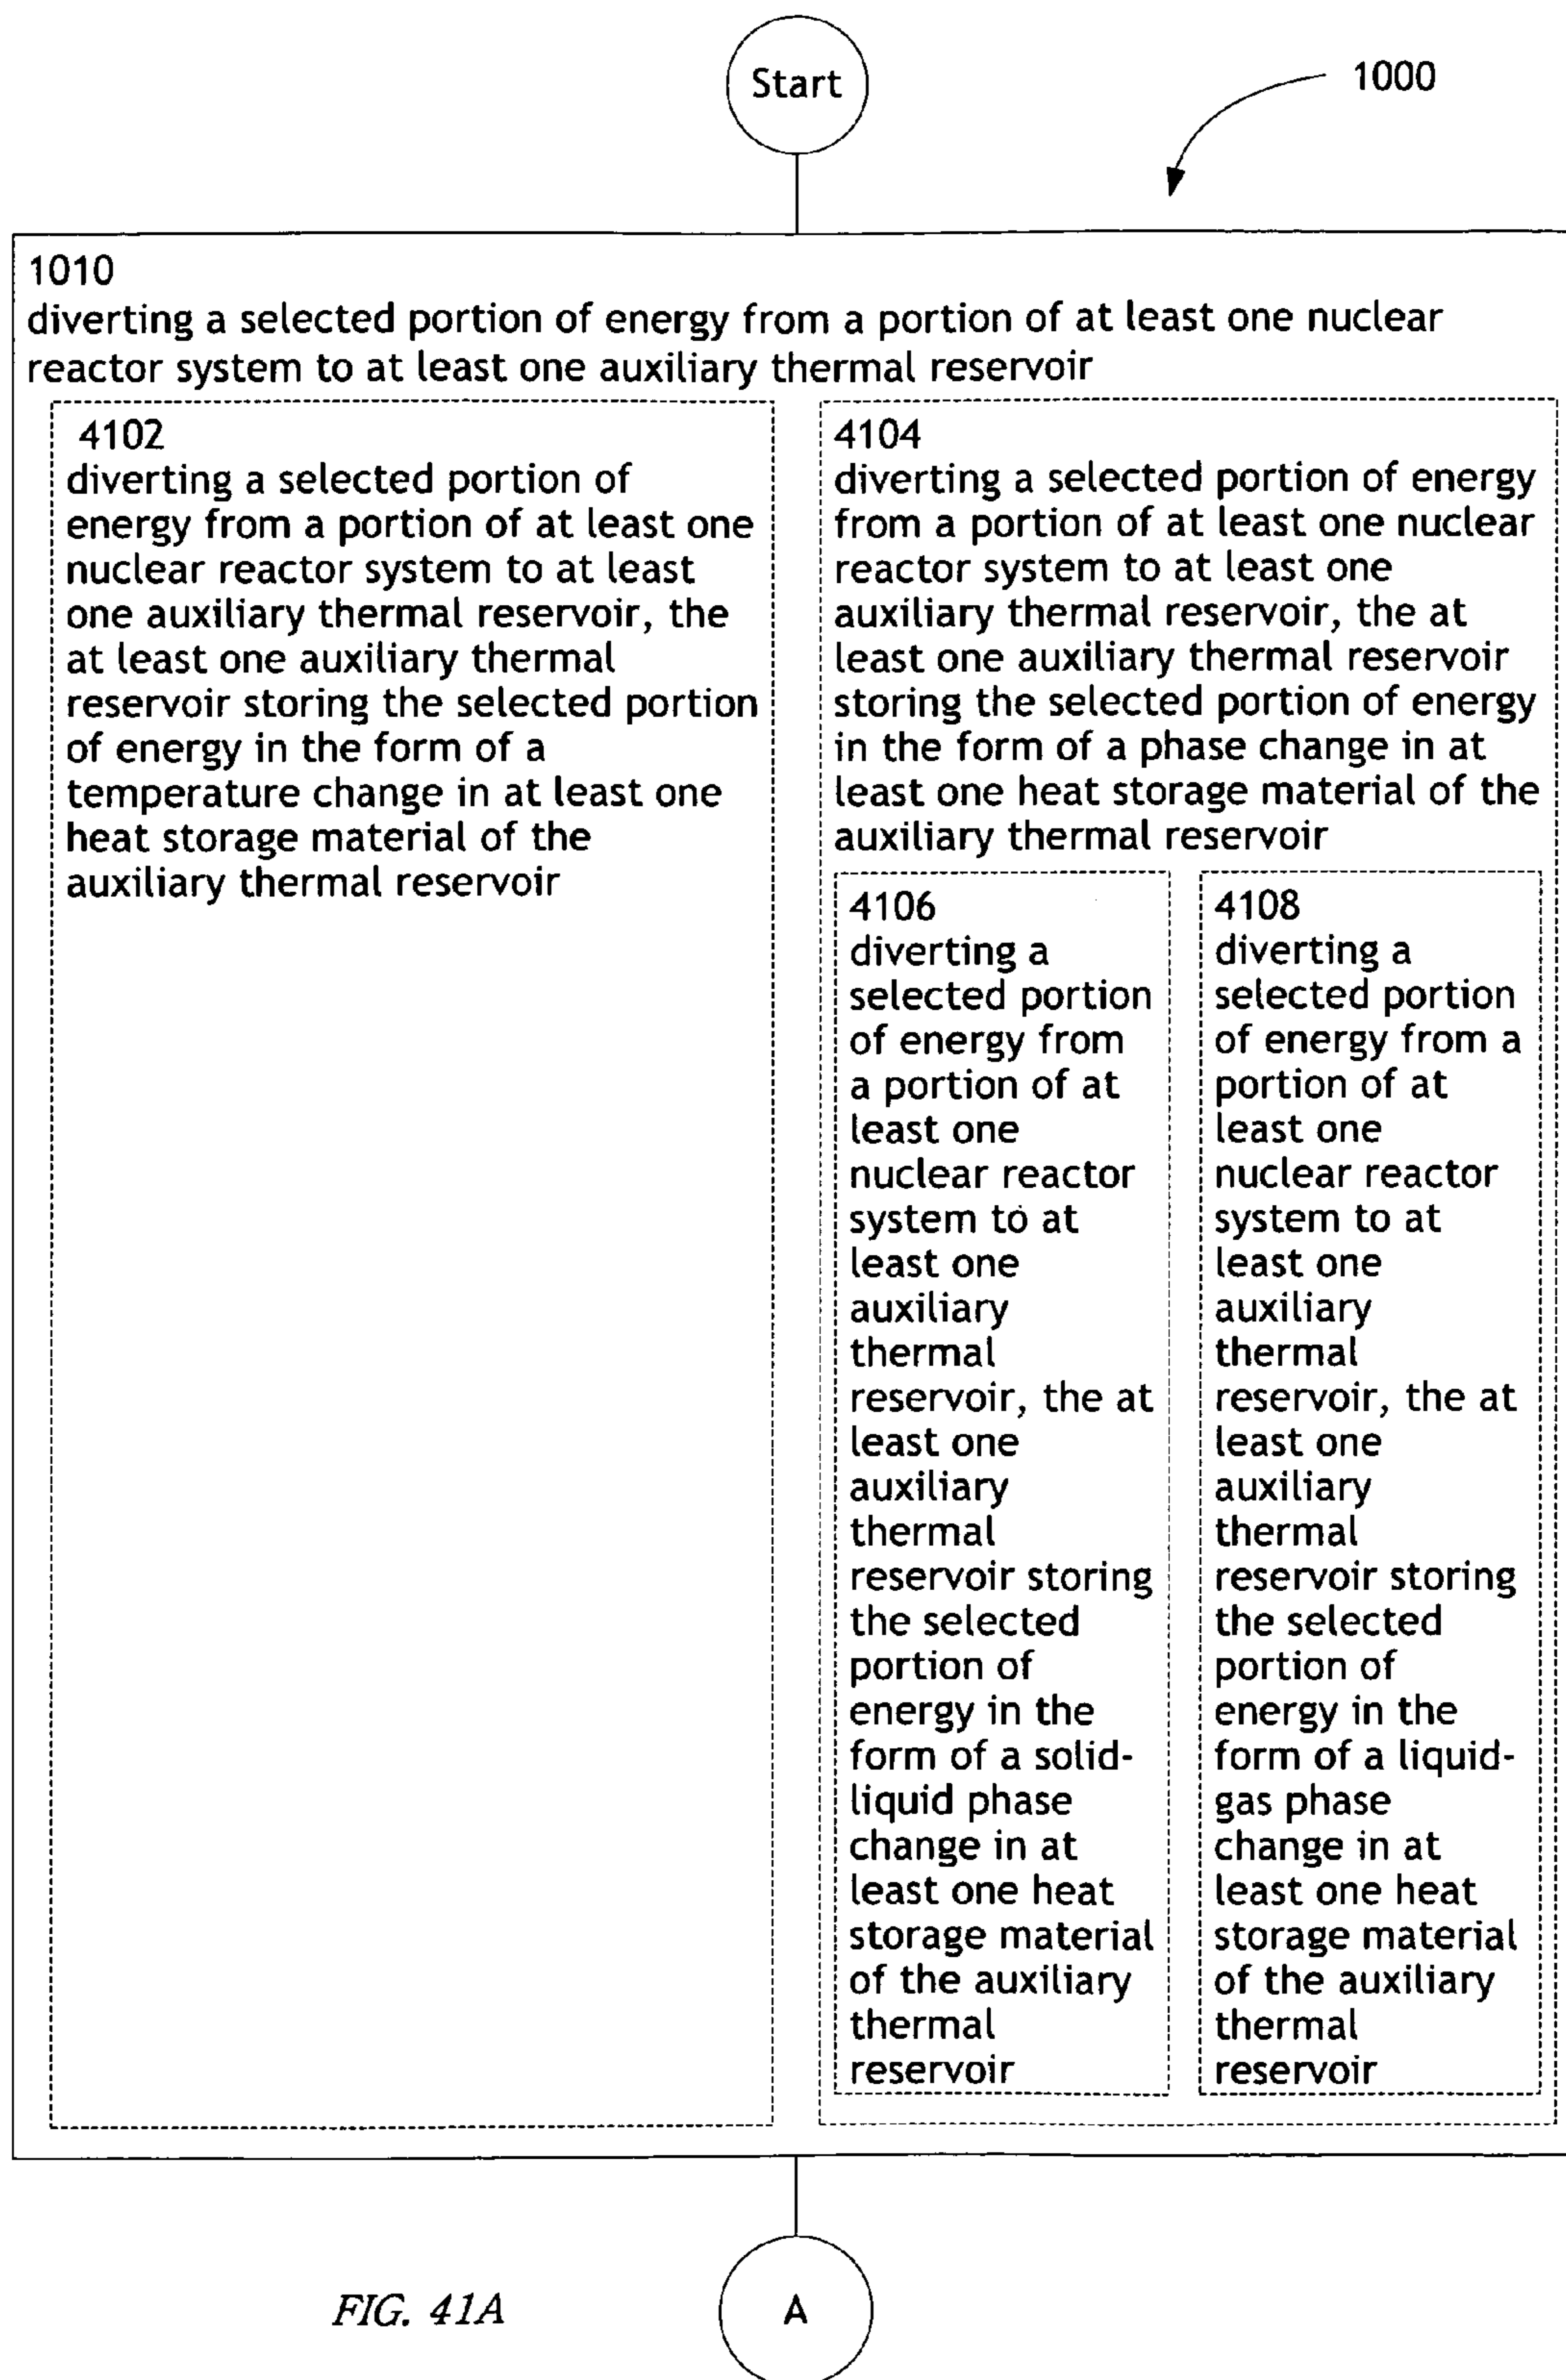 Start
1000
1010
diverting a selected portion of energy from a portion of at least one nuclear
reactor system to at least one auxiliary thermal reservoir
4102
diverting a selected portion of
energy from a portion of at least one
nuclear reactor system to at least
one auxiliary thermal reservoir, the
at least one auxiliary thermal
reservoir storing the selected portion
of energy in the form of a
temperature change in at least one
heat storage material of the
auxiliary thermal reservoir
4104
diverting a selected portion of energy
from a portion of at least one nuclear
reactor system to at least one
auxiliary thermal reservoir, the at
least one auxiliary thermal reservoir
storing the selected portion of energy
in the form of a phase change in at
least one heat storage material of the
auxiliary thermal reservoir
4106
diverting a
selected portion
of energy from
a portion of at
least one
nuclear reactor
system to at
least one
auxiliary
thermal
reservoir, the at
least one
auxiliary
thermal
reservoir storing
the selected
portion of
energy in the
form of a solid-
liquid phase
change in at
least one heat
storage material
of the auxiliary
thermal
reservoir
4108
diverting a
selected portion
of energy from a
portion of at
least one
nuclear reactor
system to at
least one
auxiliary
thermal
reservoir, the at
least one
auxiliary
thermal
reservoir storing
the selected
portion of
energy in the
form of a liquid-
gas phase
change in at
least one heat
storage material
of the auxiliary
thermal
reservoir
FIG. 41A
A